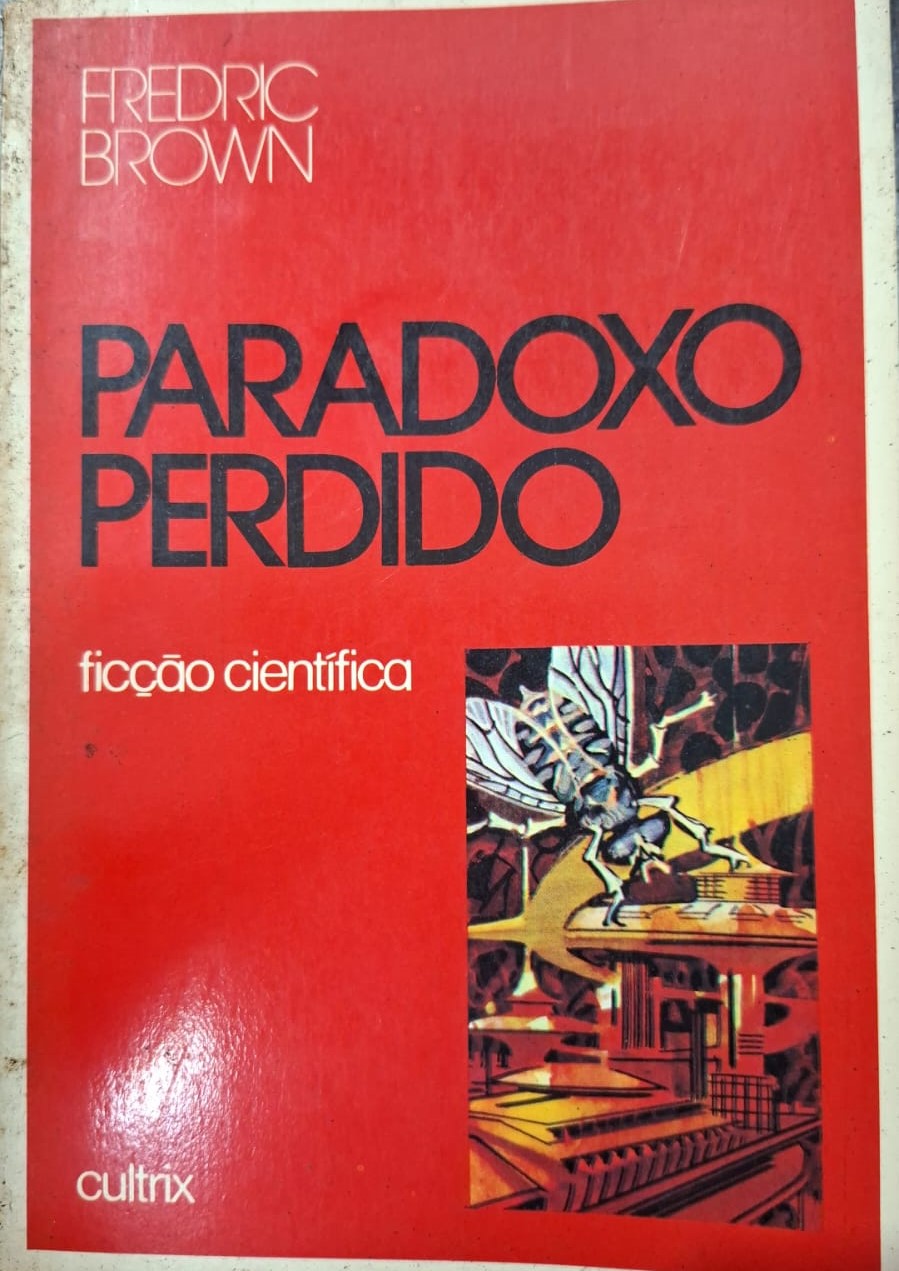 FREDRIC
BROWN
PARADOXO
PERDIDO
ficção científica
cultrix